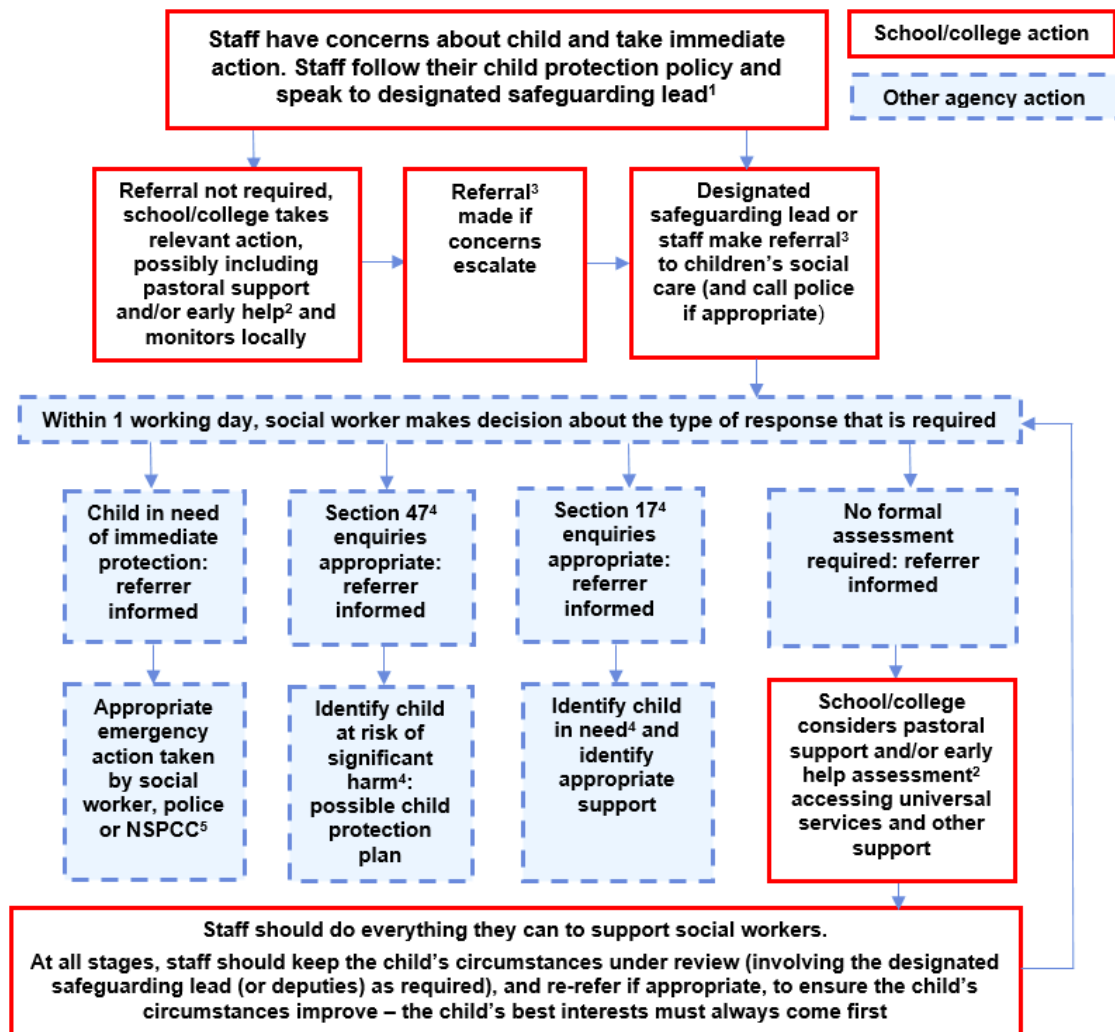 Staff have concerns about child and take immediate
action. Staff follow their child protection policy and
speak to designated safeguarding lead¹
School/college action
Other agency action
Referral not required,
school/college takes
relevant action,
possibly including
pastoral support
and/or early help² and
monitors locally
Referral³
made if
concerns
escalate
Designated
safeguarding lead or
staff make referral³
to children’s social
care (and call police
if appropriate)
Within 1 working day, social worker makes decision about the type of response that is required
Child in need
of immediate
protection:
referrer
informed
Section 47⁴
enquiries
appropriate:
referrer
informed
Section 17⁴
enquiries
appropriate:
referrer
informed
No formal
assessment
required: referrer
informed
Appropriate
emergency
action taken
by social
worker, police
or NSPCC⁵
Identify child
at risk of
significant
harm⁴:
possible child
protection
plan
Identify child
in need⁴ and
identify
appropriate
support
School/college
considers pastoral
support and/or early
help assessment²
accessing universal
services and other
support
Staff should do everything they can to support social workers.
At all stages, staff should keep the child’s circumstances under review (involving the designated
safeguarding lead (or deputies) as required), and re-refer if appropriate, to ensure the child’s
circumstances improve – the child’s best interests must always come first